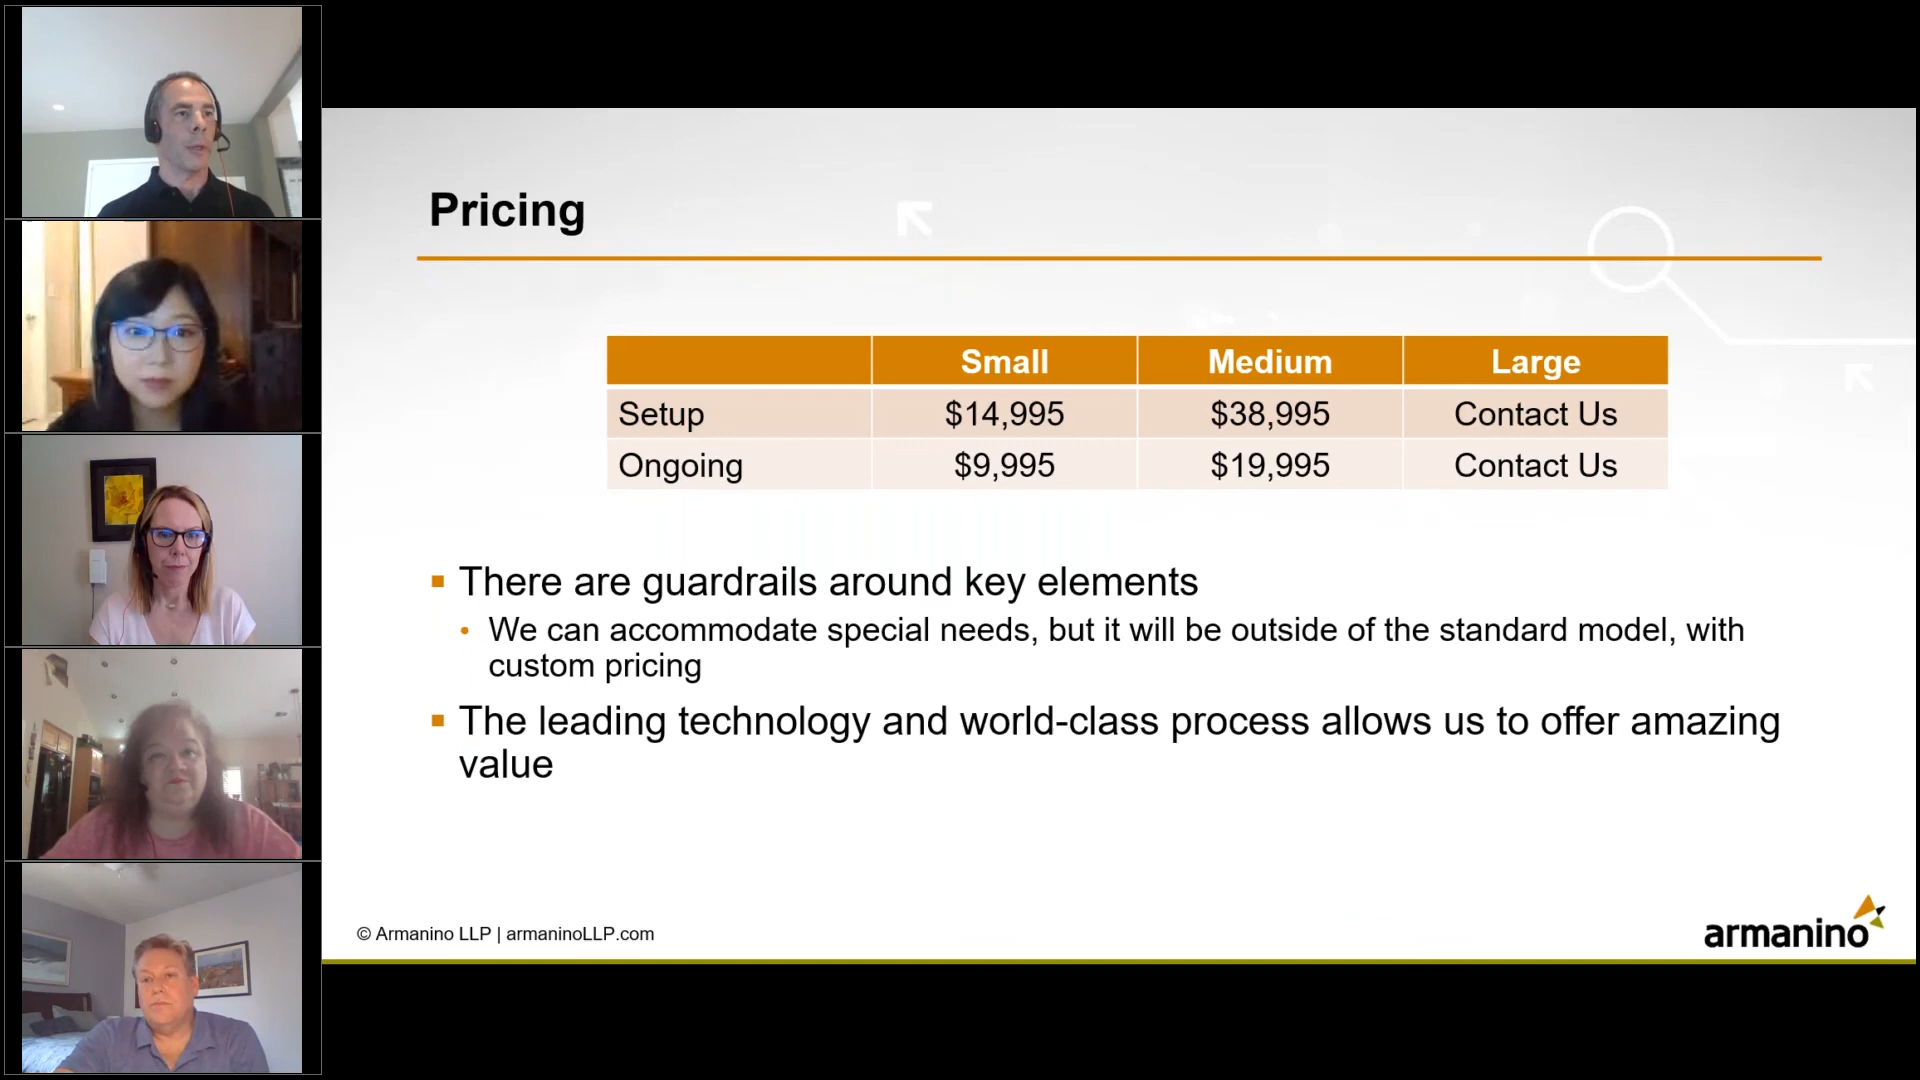 Pricing
Small Medium Large
Setup $14,995 $38,995 Contact Us
Ongoing $9,995 $19,995 Contact Us
There are guardrails around key elements
We can accommodate special needs, but it will be outside of the standard model, with
custom pricing
The leading technology and world-class process allows us to offer amazing
value
© Armanino LLP | armaninoLLP.com
armanino